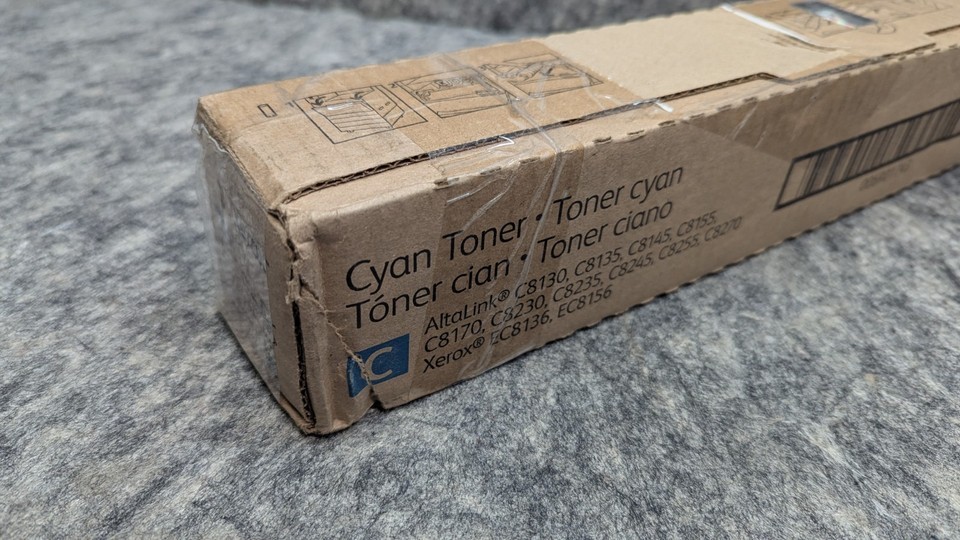 Cyan Toner • Toner cyan
Tóner cian • Toner ciano
AltaLink® C8130, C8135, C8145, C8155,
C8170, C8230, C8235, C8245, C8255, C8270
Xerox® EC8136, EC8156
C